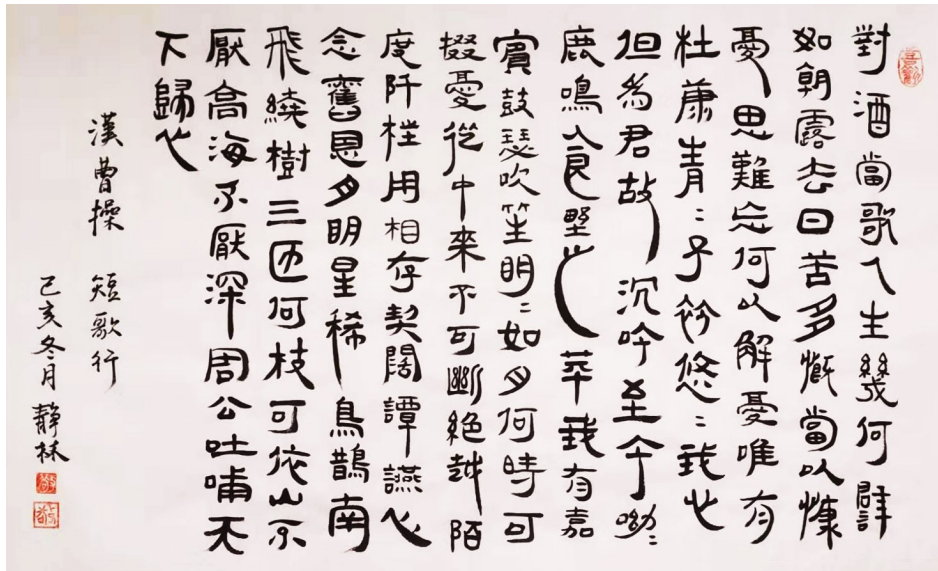 對酒當歌人生幾何譬
如朝露去日苦多慨當以慷
憂思難忘何以解憂唯有
杜康青〻子衿悠〻我心
但為君故沉吟至今呦〻
鹿鳴食野之苹我有嘉
賓鼓瑟吹笙明〻如月何時可
掇憂從中來不可斷絕越陌
度阡枉用相存契闊譚讌心
念舊恩月明星稀烏鵲南
飛繞樹三匝何枝可依山不
厭高海不厭深周公吐哺天
下歸心
漢曹操 短歌行
己亥冬月 靜林